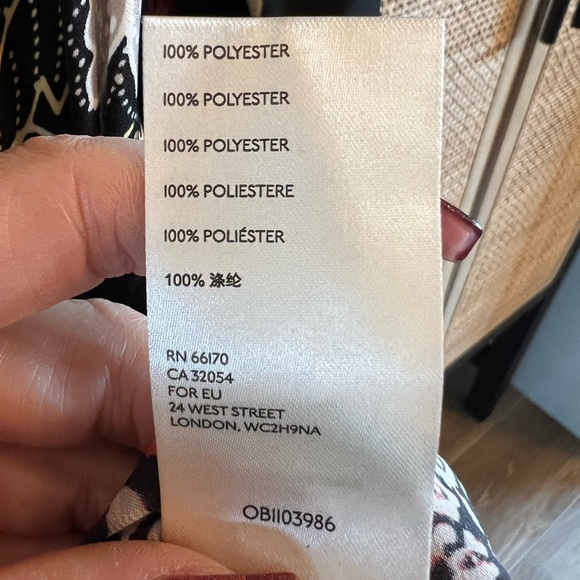 100% POLYESTER
100% POLYESTER
100% POLYESTER
100% POLIESTERE
100% POLIÉSTER
100% 涤纶
RN 66170
CA 32054
FOR EU
24 WEST STREET
LONDON, WC2H9NA
OB1103986